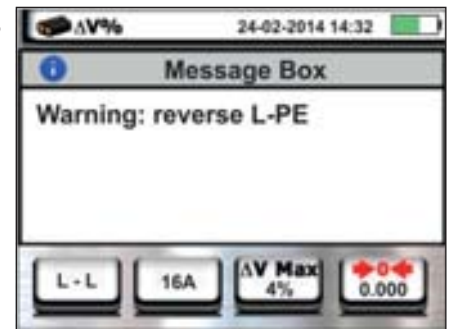 ΔV% 24-02-2014 14:32
Message Box
Warning: reverse L-PE
L - L 16A ΔV Max 4% 0 0.000